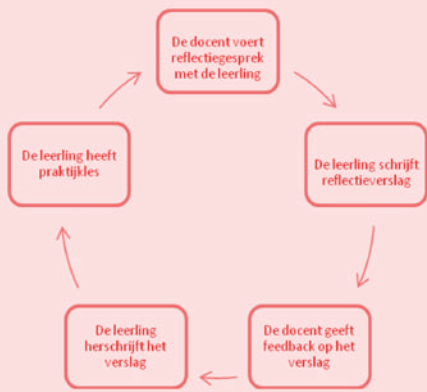 De docent voert
reflectiegesprek
met de leerling
De leerling schrijft
reflectieverslag
De docent geeft
feedback op het
verslag
De leerling
herschrijft het
verslag
De leerling heeft
praktijkles